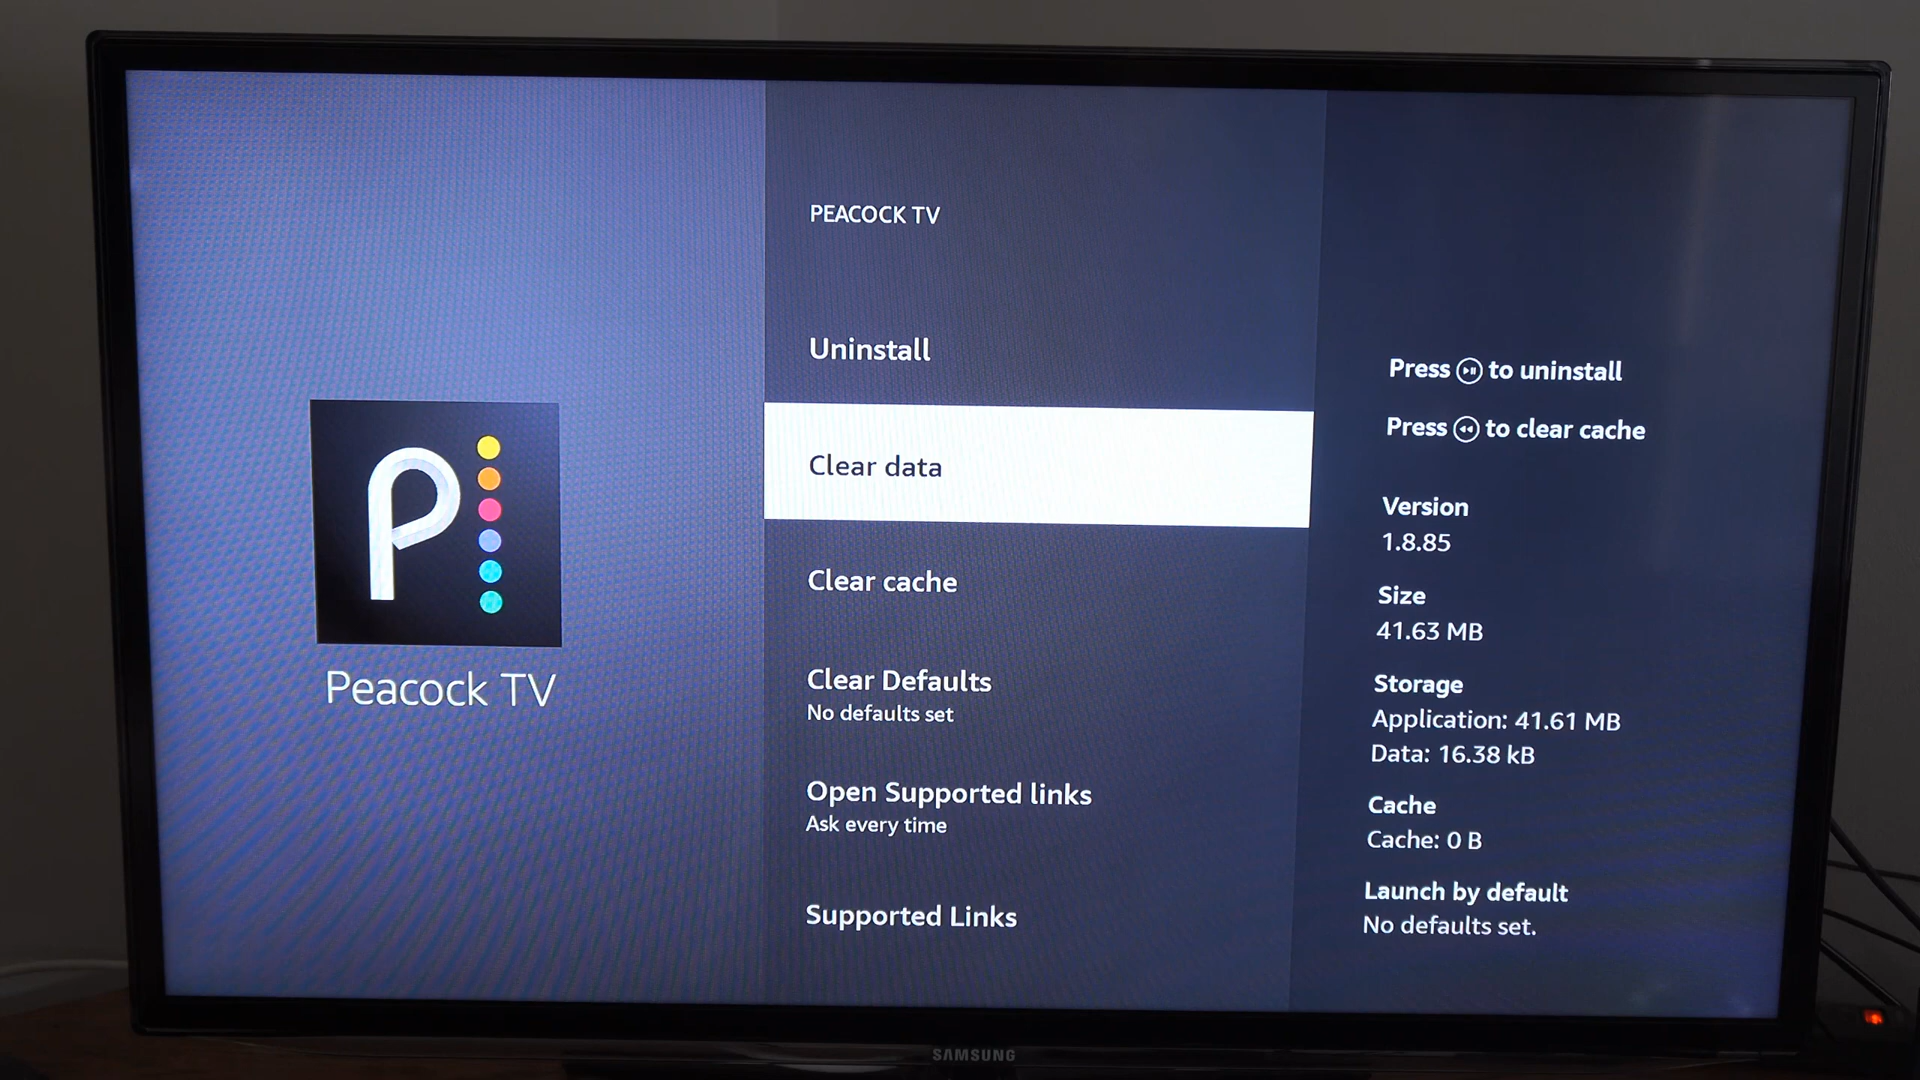 PEACOCK TV
Uninstall
Clear data
Clear cache
Clear Defaults
No defaults set
Open Supported links
Ask every time
Supported Links
Peacock TV
Press to uninstall
Press to clear cache
Version
1.8.85
Size
41.63 MB
Storage
Application: 41.61 MB
Data: 16.38 kB
Cache
Cache: 0 B
Launch by default
No defaults set.
SAMSUNG